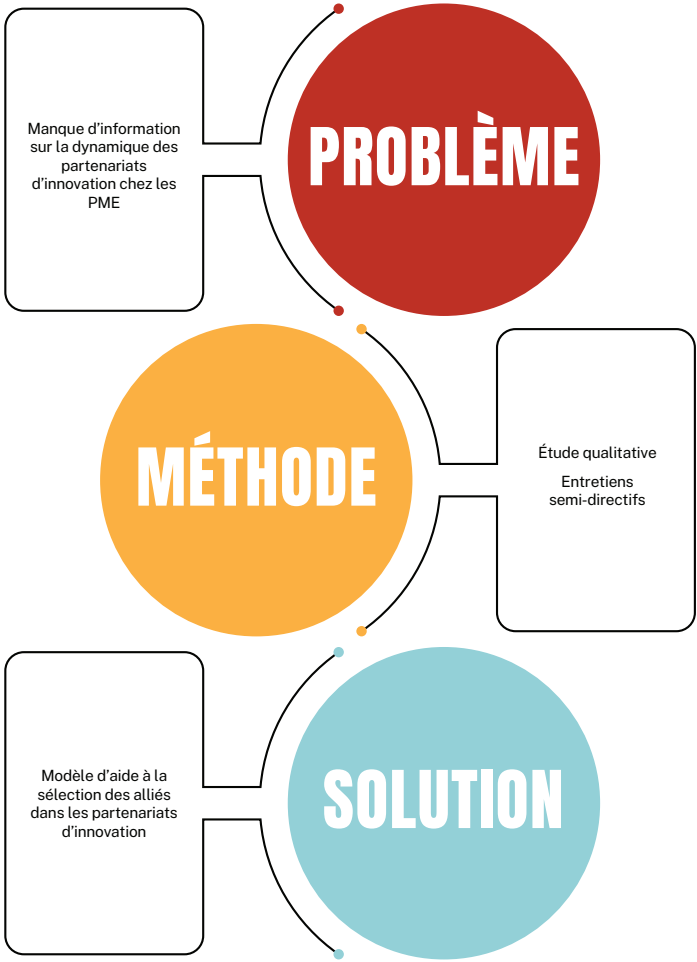 PROBLÈME
Manque d’information
sur la dynamique des
partenariats
d’innovation chez les
PME
MÉTHODE
Étude qualitative
Entretiens
semi-directifs
SOLUTION
Modèle d’aide à la
sélection des alliés
dans les partenariats
d’innovation